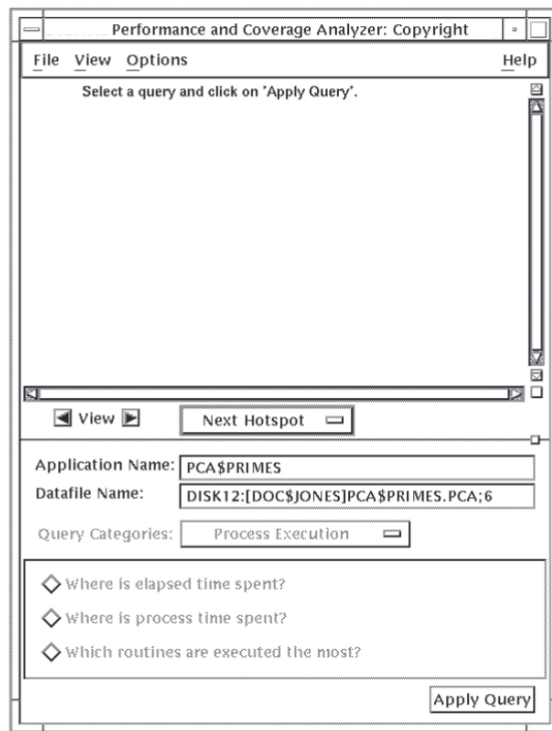 Performance and Coverage Analyzer: Copyright
File View Options Help
Select a query and click on "Apply Query".
View Next Hotspot
Application Name: PCA$PRIMES
Datafile Name: DISK12:[DOC$JONES]PCA$PRIMES.PCA;6
Query Categories: Process Execution
Where is elapsed time spent?
Where is process time spent?
Which routines are executed the most?
Apply Query